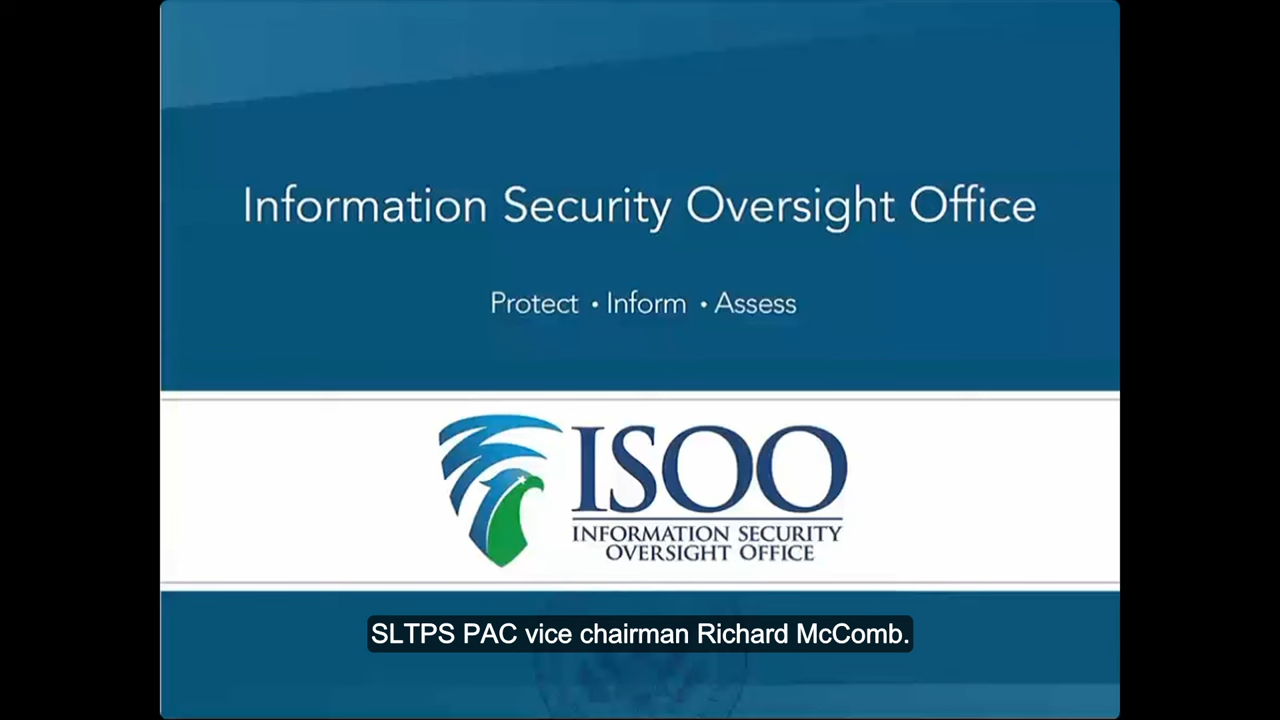 Information Security Oversight Office
Protect • Inform • Assess
ISOO
INFORMATION SECURITY
OVERSIGHT OFFICE
SLTPS PAC vice chairman Richard McComb.